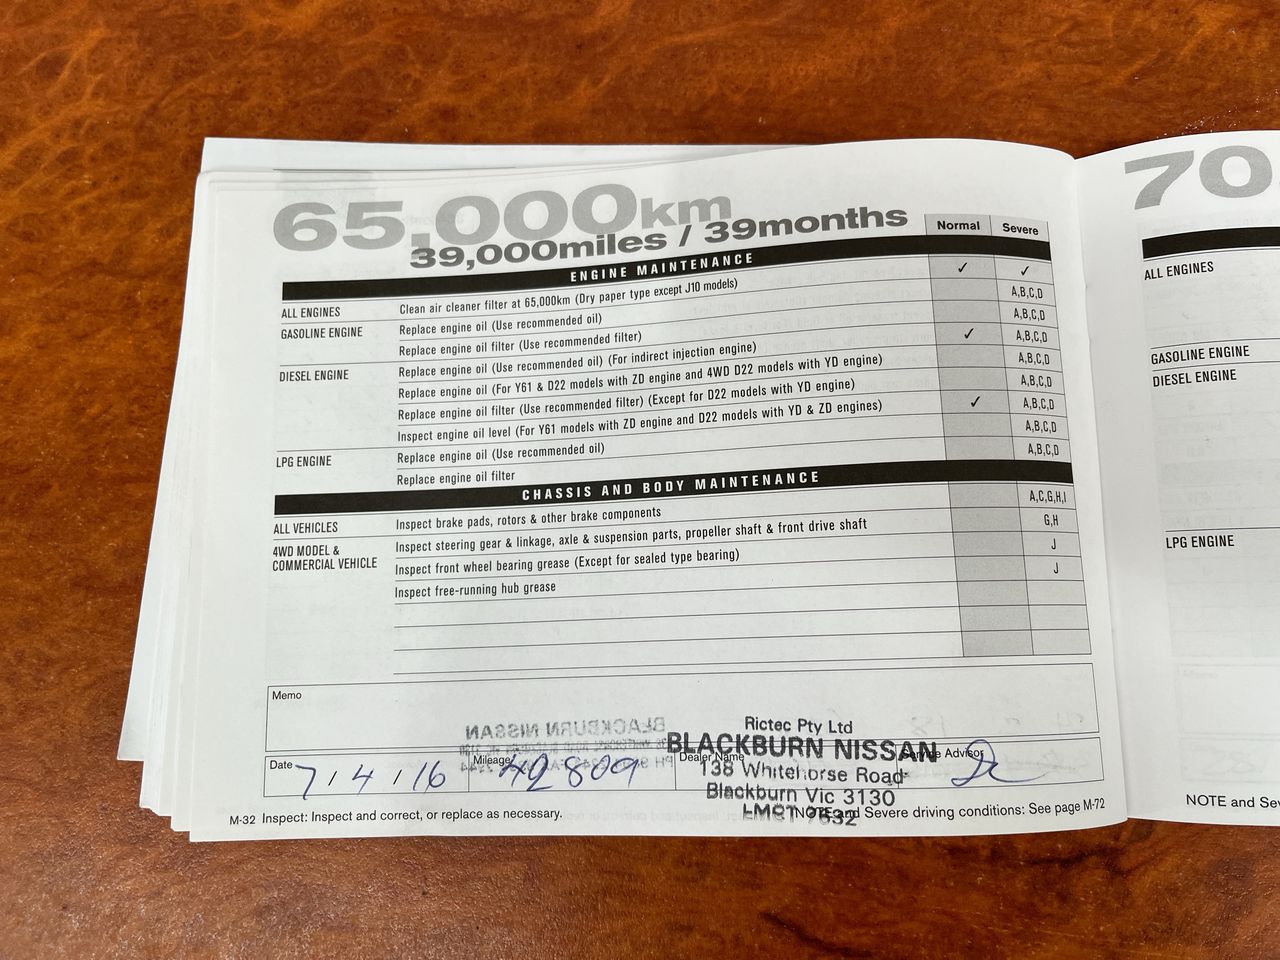 65,000km
39,000miles / 39months
Normal Severe
ENGINE MAINTENANCE ✓ ✓
ALL ENGINES Clean air cleaner filter at 65,000km (Dry paper type except J10 models) A,B,C,D
GASOLINE ENGINE Replace engine oil (Use recommended oil) A,B,C,D
Replace engine oil filter (Use recommended filter) ✓ A,B,C,D
DIESEL ENGINE Replace engine oil (Use recommended oil) (For indirect injection engine) A,B,C,D
Replace engine oil (For Y61 & D22 models with ZD engine and 4WD D22 models with YD engine) A,B,C,D
Replace engine oil filter (Use recommended filter) (Except for D22 models with YD engine) ✓ A,B,C,D
Inspect engine oil level (For Y61 models with ZD engine and D22 models with YD & ZD engines) A,B,C,D
LPG ENGINE Replace engine oil (Use recommended oil) A,B,C,D
Replace engine oil filter
CHASSIS AND BODY MAINTENANCE
ALL VEHICLES Inspect brake pads, rotors & other brake components A,C,G,H,I
4WD MODEL & COMMERCIAL VEHICLE Inspect steering gear & linkage, axle & suspension parts, propeller shaft & front drive shaft G,H
Inspect front wheel bearing grease (Except for sealed type bearing) J
Inspect free-running hub grease J
Memo
Rictec Pty Ltd
BLACKBURN NISSAN
138 Whitehorse Road
Blackburn Vic 3130
LMCT 7632
Date 7/4/16 Mileage 42809 Dealer Name Service Advisor
M-32 Inspect: Inspect and correct, or replace as necessary. NOTE and Severe driving conditions: See page M-72
70
ALL ENGINES
GASOLINE ENGINE
DIESEL ENGINE
LPG ENGINE
NOTE and Sev